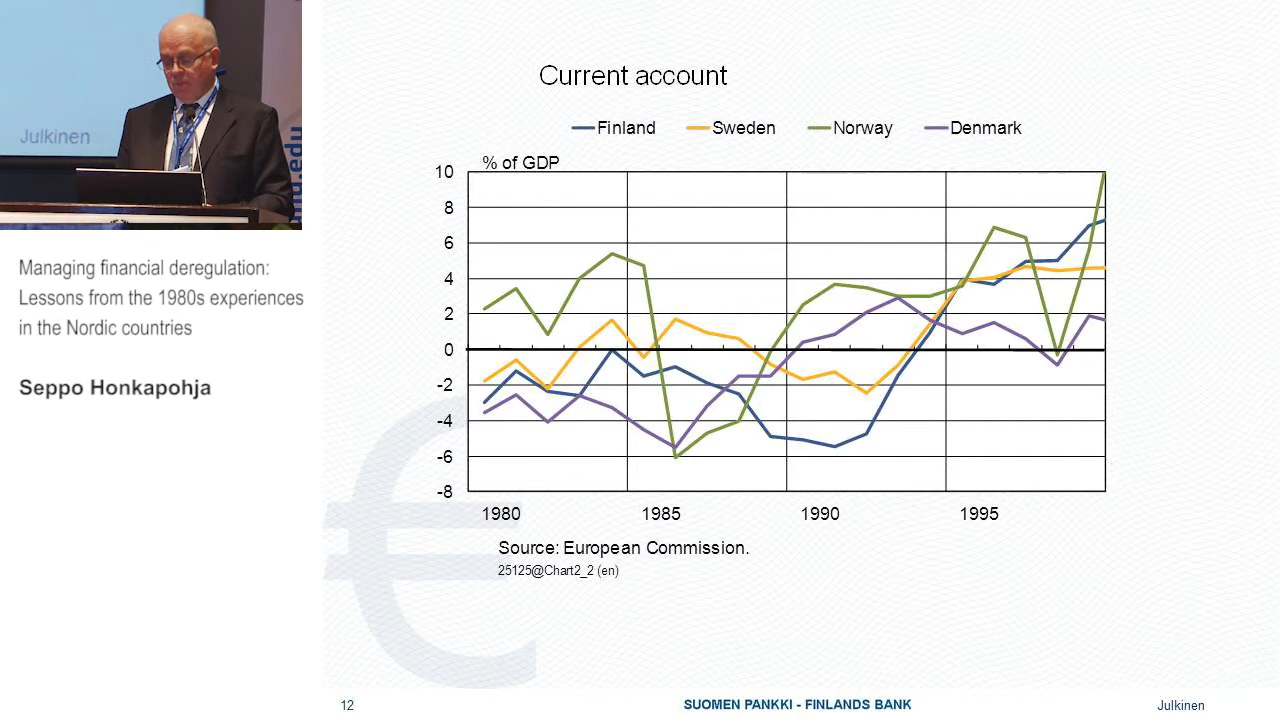 Julkinen
Managing financial deregulation:
Lessons from the 1980s experiences
in the Nordic countries
Seppo Honkapohja
Current account
Finland Sweden Norway Denmark
% of GDP
10
8
6
4
2
0
-2
-4
-6
-8
1980 1985 1990 1995
Source: European Commission.
25125@Chart2_2 (en)
12 SUOMEN PANKKI - FINLANDS BANK Julkinen